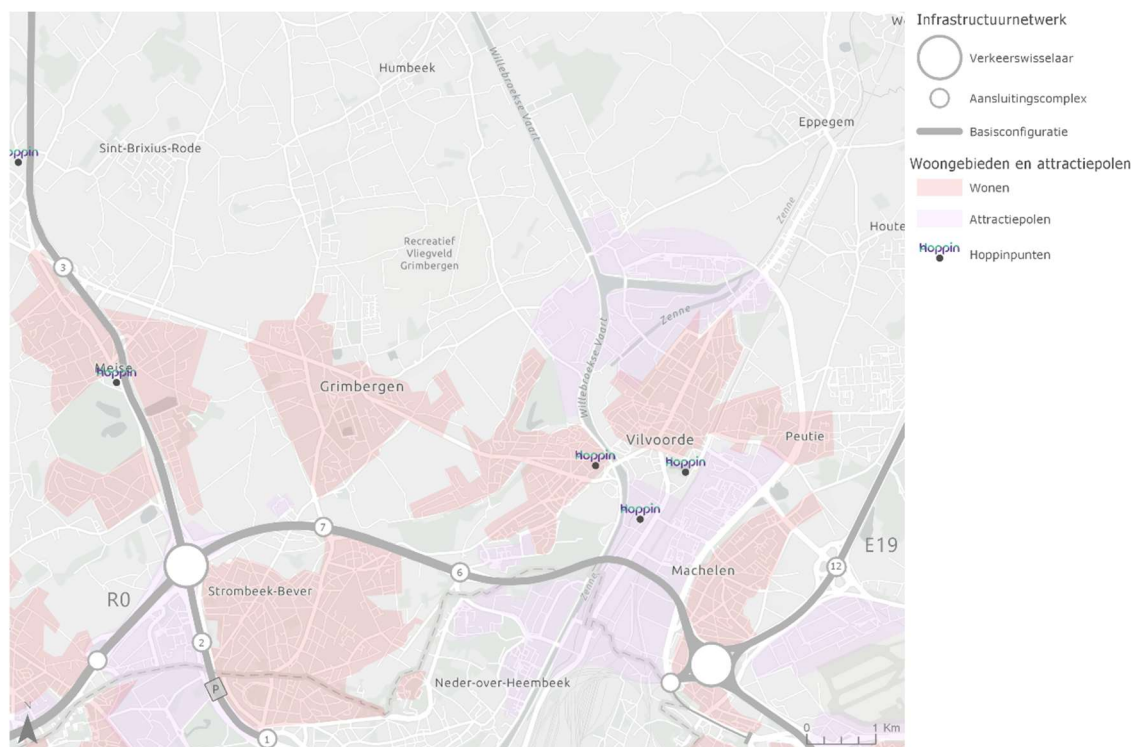 Infrastructuurnetwerk
Verkeerswisselaar
Aansluitingscomplex
Basisconfiguratie
Woongebieden en attractiepolen
Wonen
Attractiepolen
Hoppin
Hoppinpunten
Humbeek
Willebroekse Vaart
Eppegem
Sint-Brixius-Rode
Zenne
Recreatief
Vliegveld
Grimbergen
3
Zenne
Meise
Hoppin
Grimbergen
Willebroekse Vaart
Vilvoorde
Peutie
Hoppin
Hoppin
Hoppin
7
E19
6
12
Machelen
R0
Strombeek-Bever
Zenne
2
P
Neder-over-Heembeek
1
N
0 1 Km